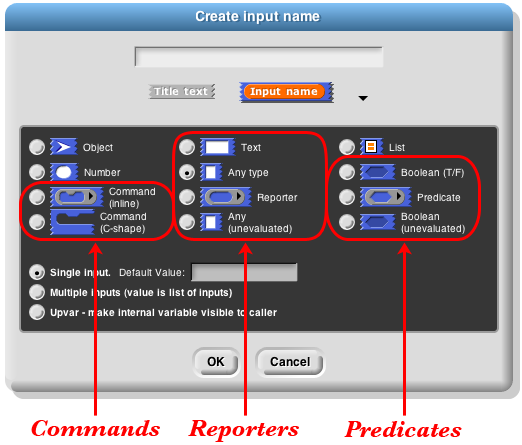 Create input name
Title text Input name
Object Text List
Number Any type Boolean (T/F)
Command
(inline) Reporter Predicate
Command
(C-shape) Any
(unevaluated) Boolean
(unevaluated)
Single input. Default Value:
Multiple inputs (value is list of inputs)
Upvar - make internal variable visible to caller
OK Cancel
Commands Reporters Predicates